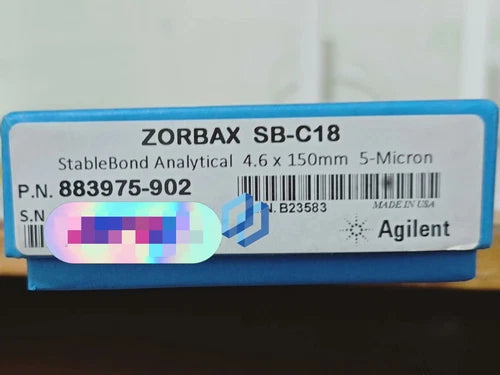 ZORBAX SB-C18
StableBond Analytical 4.6 x 150mm 5-Micron
P.N. 883975-902
S.N
N. B23583
MADE IN USA
Agilent